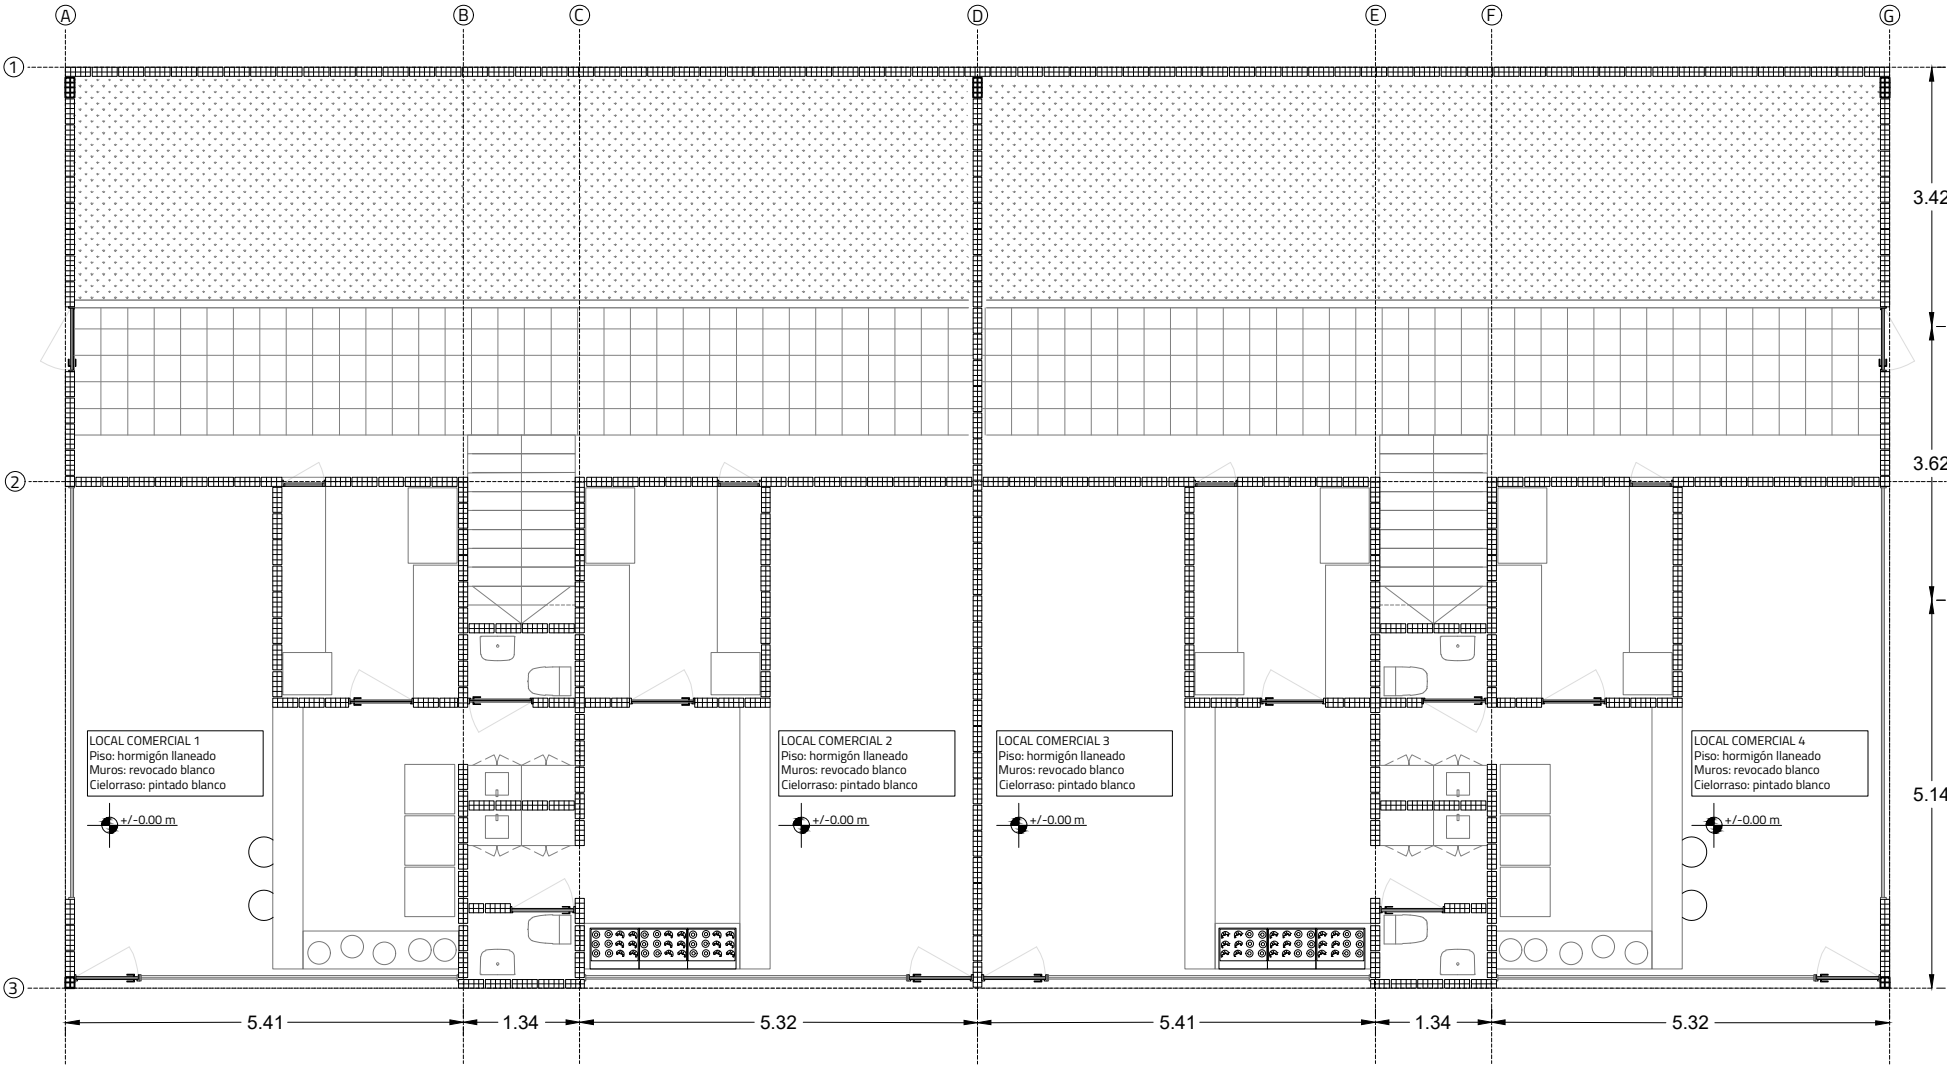 A B C D E F G
1
3.42
2
3.62
LOCAL COMERCIAL 1
Piso: hormigón llaneado
Muros: revocado blanco
Cielorraso: pintado blanco
+/-0.00 m
LOCAL COMERCIAL 2
Piso: hormigón llaneado
Muros: revocado blanco
Cielorraso: pintado blanco
+/-0.00 m
LOCAL COMERCIAL 3
Piso: hormigón llaneado
Muros: revocado blanco
Cielorraso: pintado blanco
+/-0.00 m
LOCAL COMERCIAL 4
Piso: hormigón llaneado
Muros: revocado blanco
Cielorraso: pintado blanco
+/-0.00 m
5.14
3
5.41 1.34 5.32 5.41 1.34 5.32